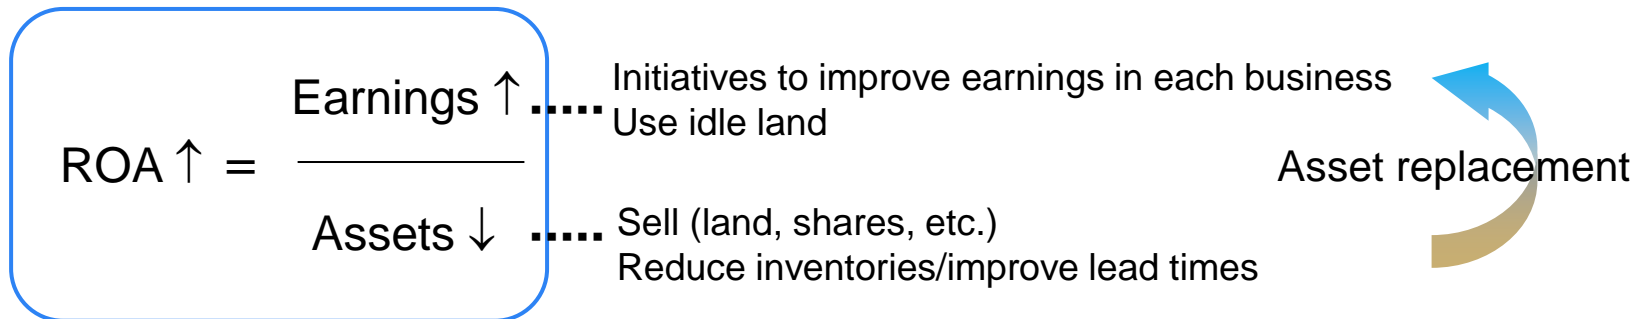 Initiatives to improve earnings in each business
Earnings ↑ .....
Use idle land
ROA ↑ =
Asset replacement
Assets ↓ .....
Sell (land, shares, etc.)
Reduce inventories/improve lead times